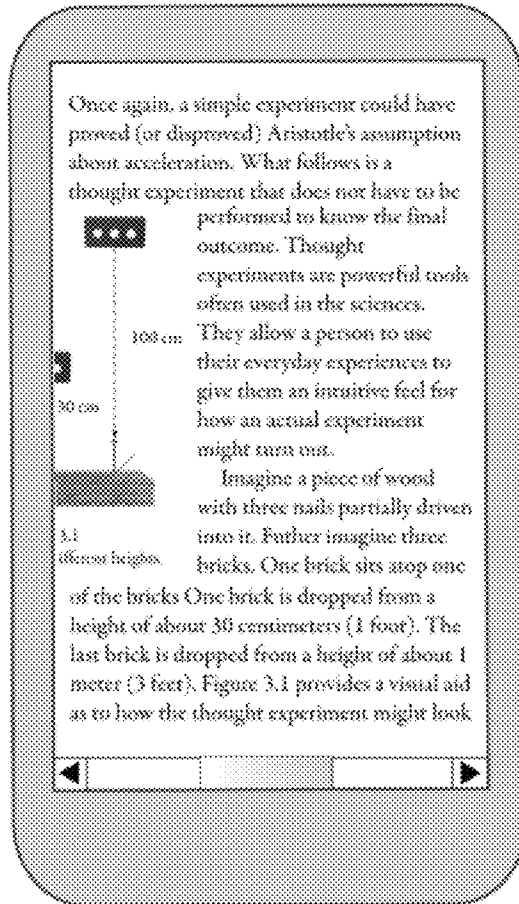 Once again, a simple experiment could have
proved (or disproved) Aristotle's assumption
about acceleration. What follows is a
thought experiment that does not have to be
performed to know the final
outcome. Thought
experiments are powerful tools
often used in the sciences.
100 cm
They allow a person to use
their everyday experiences to
30 cm
give them an intuitive feel for
how an actual experiment
might turn out.
Imagine a piece of wood
with three nails partially driven
3.1
into it. Futher imagine three
ifferent heights.
bricks. One brick sits atop one
of the bricks One brick is dropped from a
height of about 30 centimeters (1 foot). The
last brick is dropped from a height of about 1
meter (3 feet). Figure 3.1 provides a visual aid
as to how the thought experiment might look